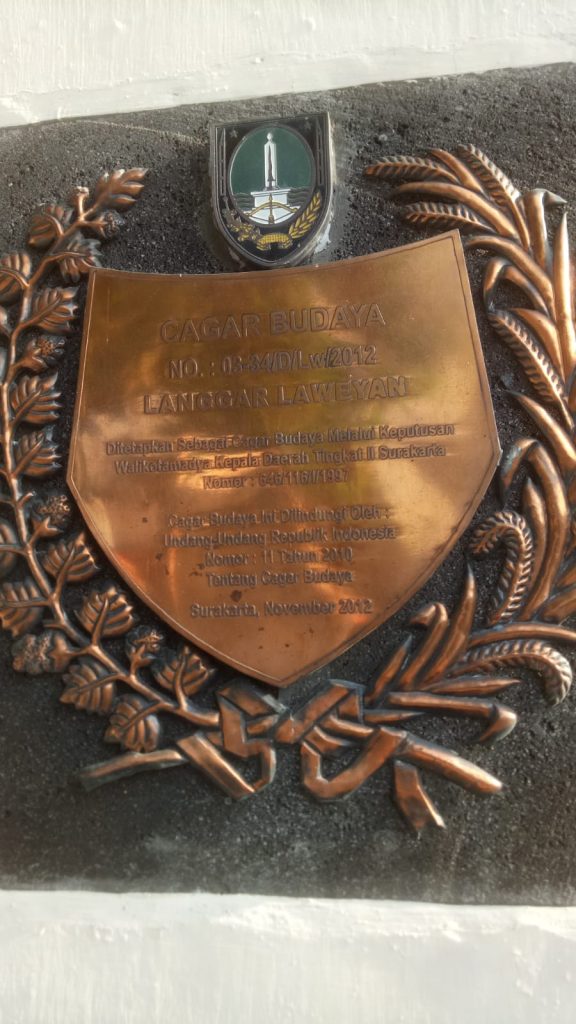 CAGAR BUDAYA
NO. : 03-34/D/Lw/2012
LANGGAR LAWEYAN
Ditetapkan Sebagai Cagar Budaya Melalui Keputusan
Walikotamadya Kepala Daerah Tingkat II Surakarta
Nomor : 646/116/I/1997
Cagar Budaya Ini Dilindungi Oleh :
Undang-Undang Republik Indonesia
Nomor : 11 Tahun 2010
Tentang Cagar Budaya
Surakarta, November 2012